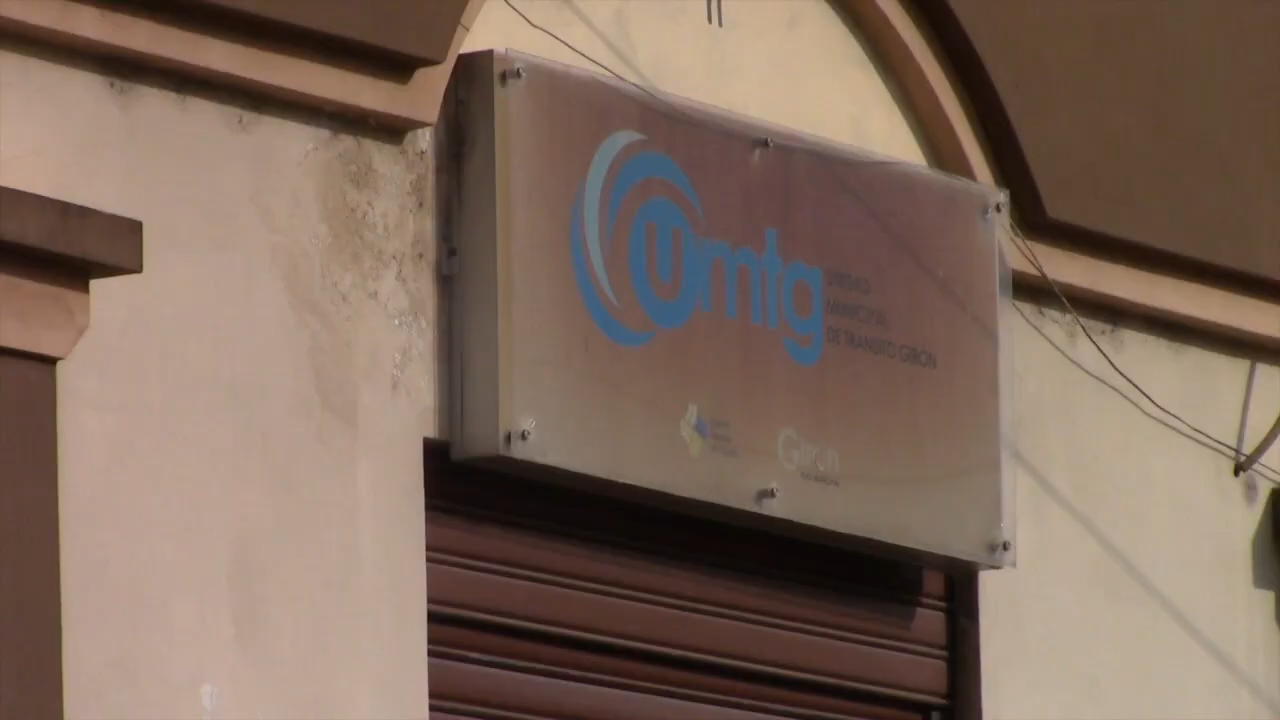 umtg
UNIDAD
MUNICIPAL
DE TRANSITO GIRÓN
Girón